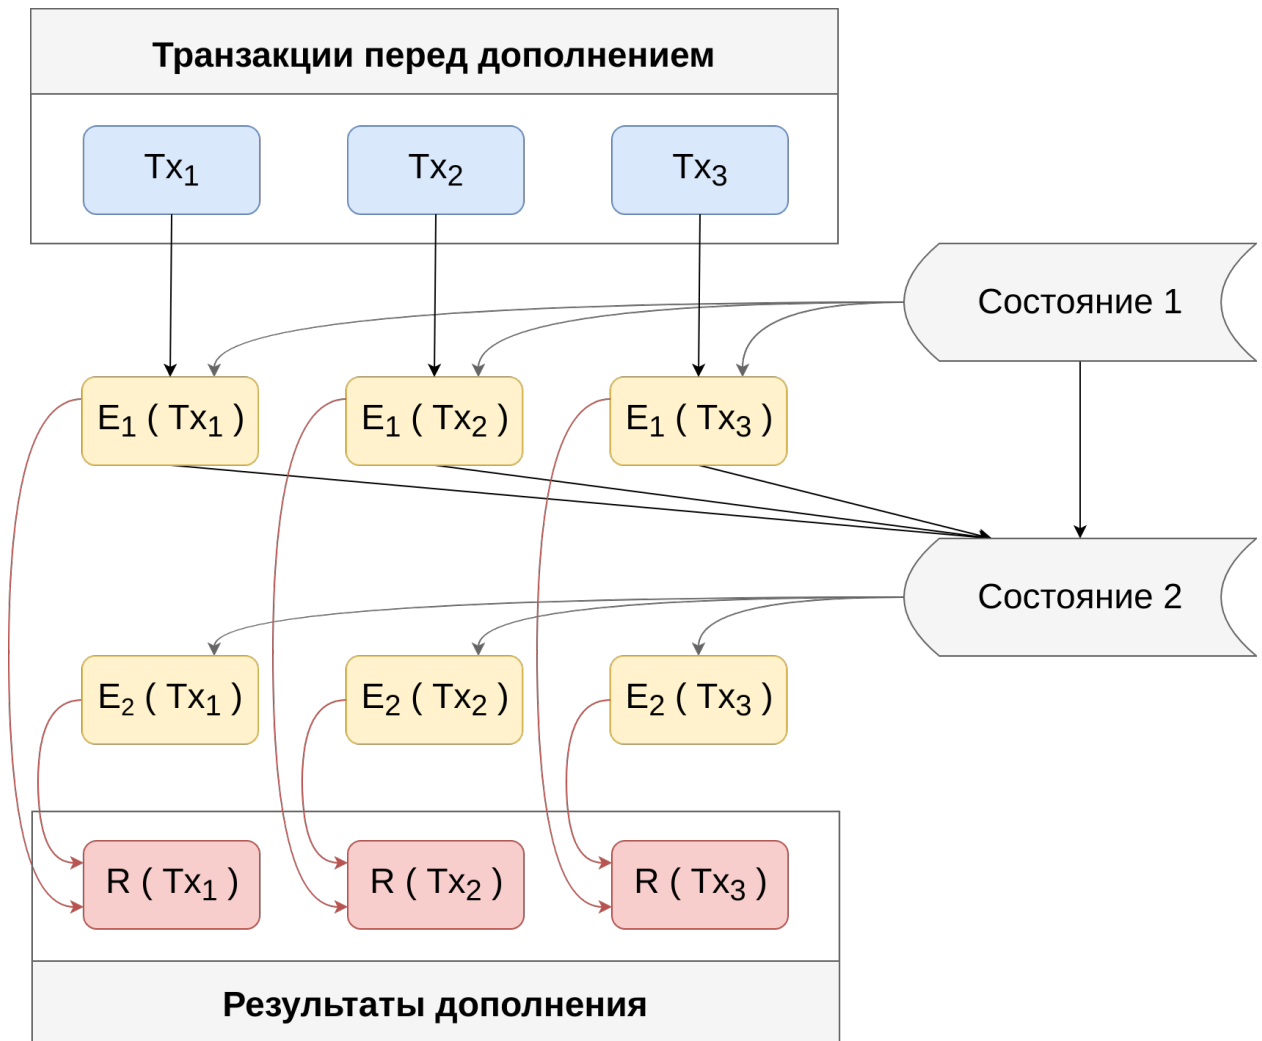 Транзакции перед дополнением
Tx₁ Tx₂ Tx₃
Состояние 1
E₁ ( Tx₁ ) E₁ ( Tx₂ ) E₁ ( Tx₃ )
Состояние 2
E₂ ( Tx₁ ) E₂ ( Tx₂ ) E₂ ( Tx₃ )
R ( Tx₁ ) R ( Tx₂ ) R ( Tx₃ )
Результаты дополнения